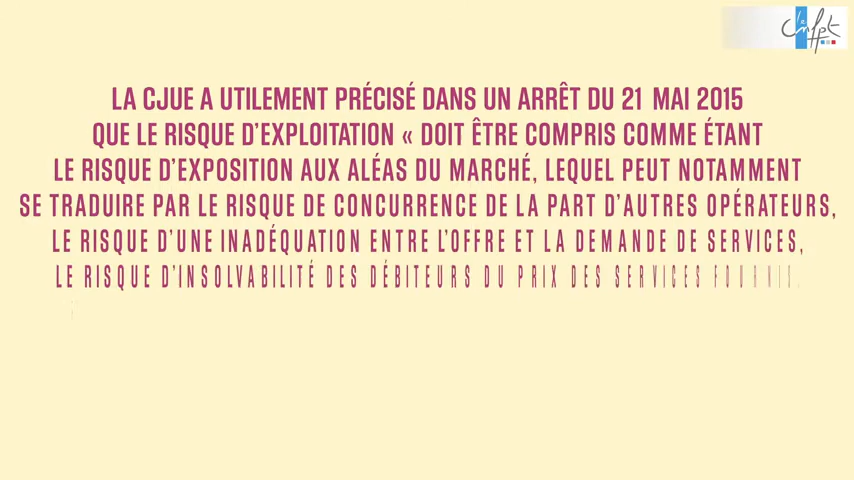 cnfpt
LA CJUE A UTILEMENT PRÉCISÉ DANS UN ARRÊT DU 21 MAI 2015
QUE LE RISQUE D'EXPLOITATION « DOIT ÊTRE COMPRIS COMME ÉTANT
LE RISQUE D'EXPOSITION AUX ALÉAS DU MARCHÉ, LEQUEL PEUT NOTAMMENT
SE TRADUIRE PAR LE RISQUE DE CONCURRENCE DE LA PART D'AUTRES OPÉRATEURS,
LE RISQUE D'UNE INADÉQUATION ENTRE L'OFFRE ET LA DEMANDE DE SERVICES,
LE RISQUE D'INSOLVABILITÉ DES DÉBITEURS DU PRIX DES SERVICES